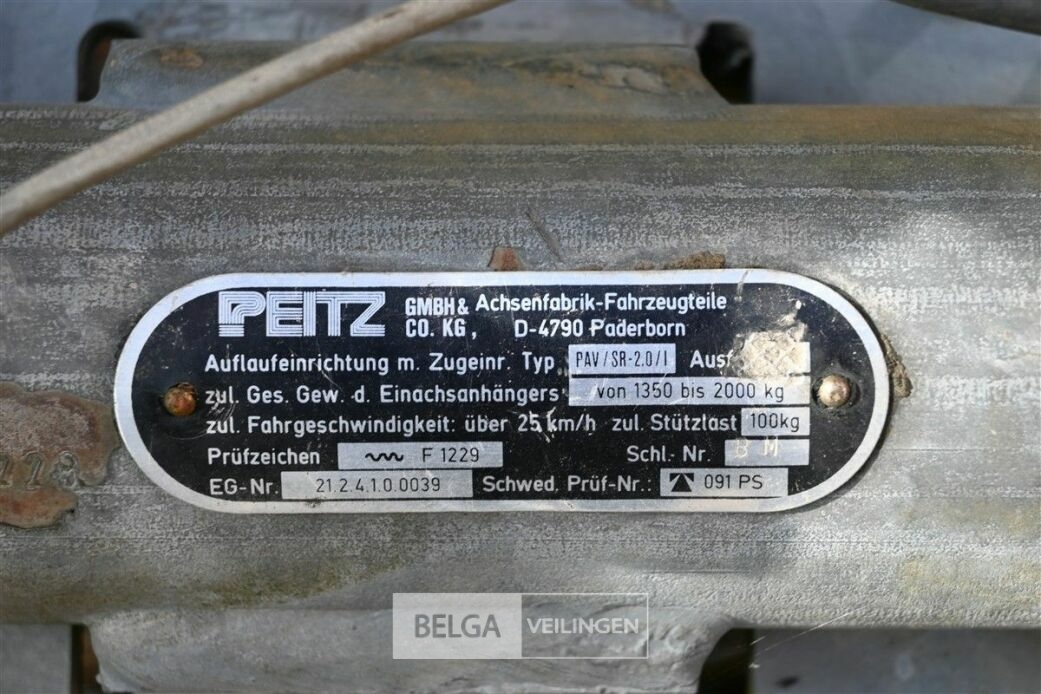 PEITZ GMBH & CO. KG, Achsenfabrik-Fahrzeugteile
D-4790 Paderborn
Auflaufeinrichtung m. Zugeinr. Typ PAV/SR-2.0/I Ausf
zul. Ges. Gew. d. Einachsanhängers von 1350 bis 2000 kg
zul. Fahrgeschwindigkeit: über 25 km/h zul. Stützlast 100kg
Prüfzeichen F 1229 Schl.- Nr. B M
EG-Nr. 21.2.4.1.0.0039 Schwed. Prüf-Nr.: 091 PS
BELGA VEILINGEN